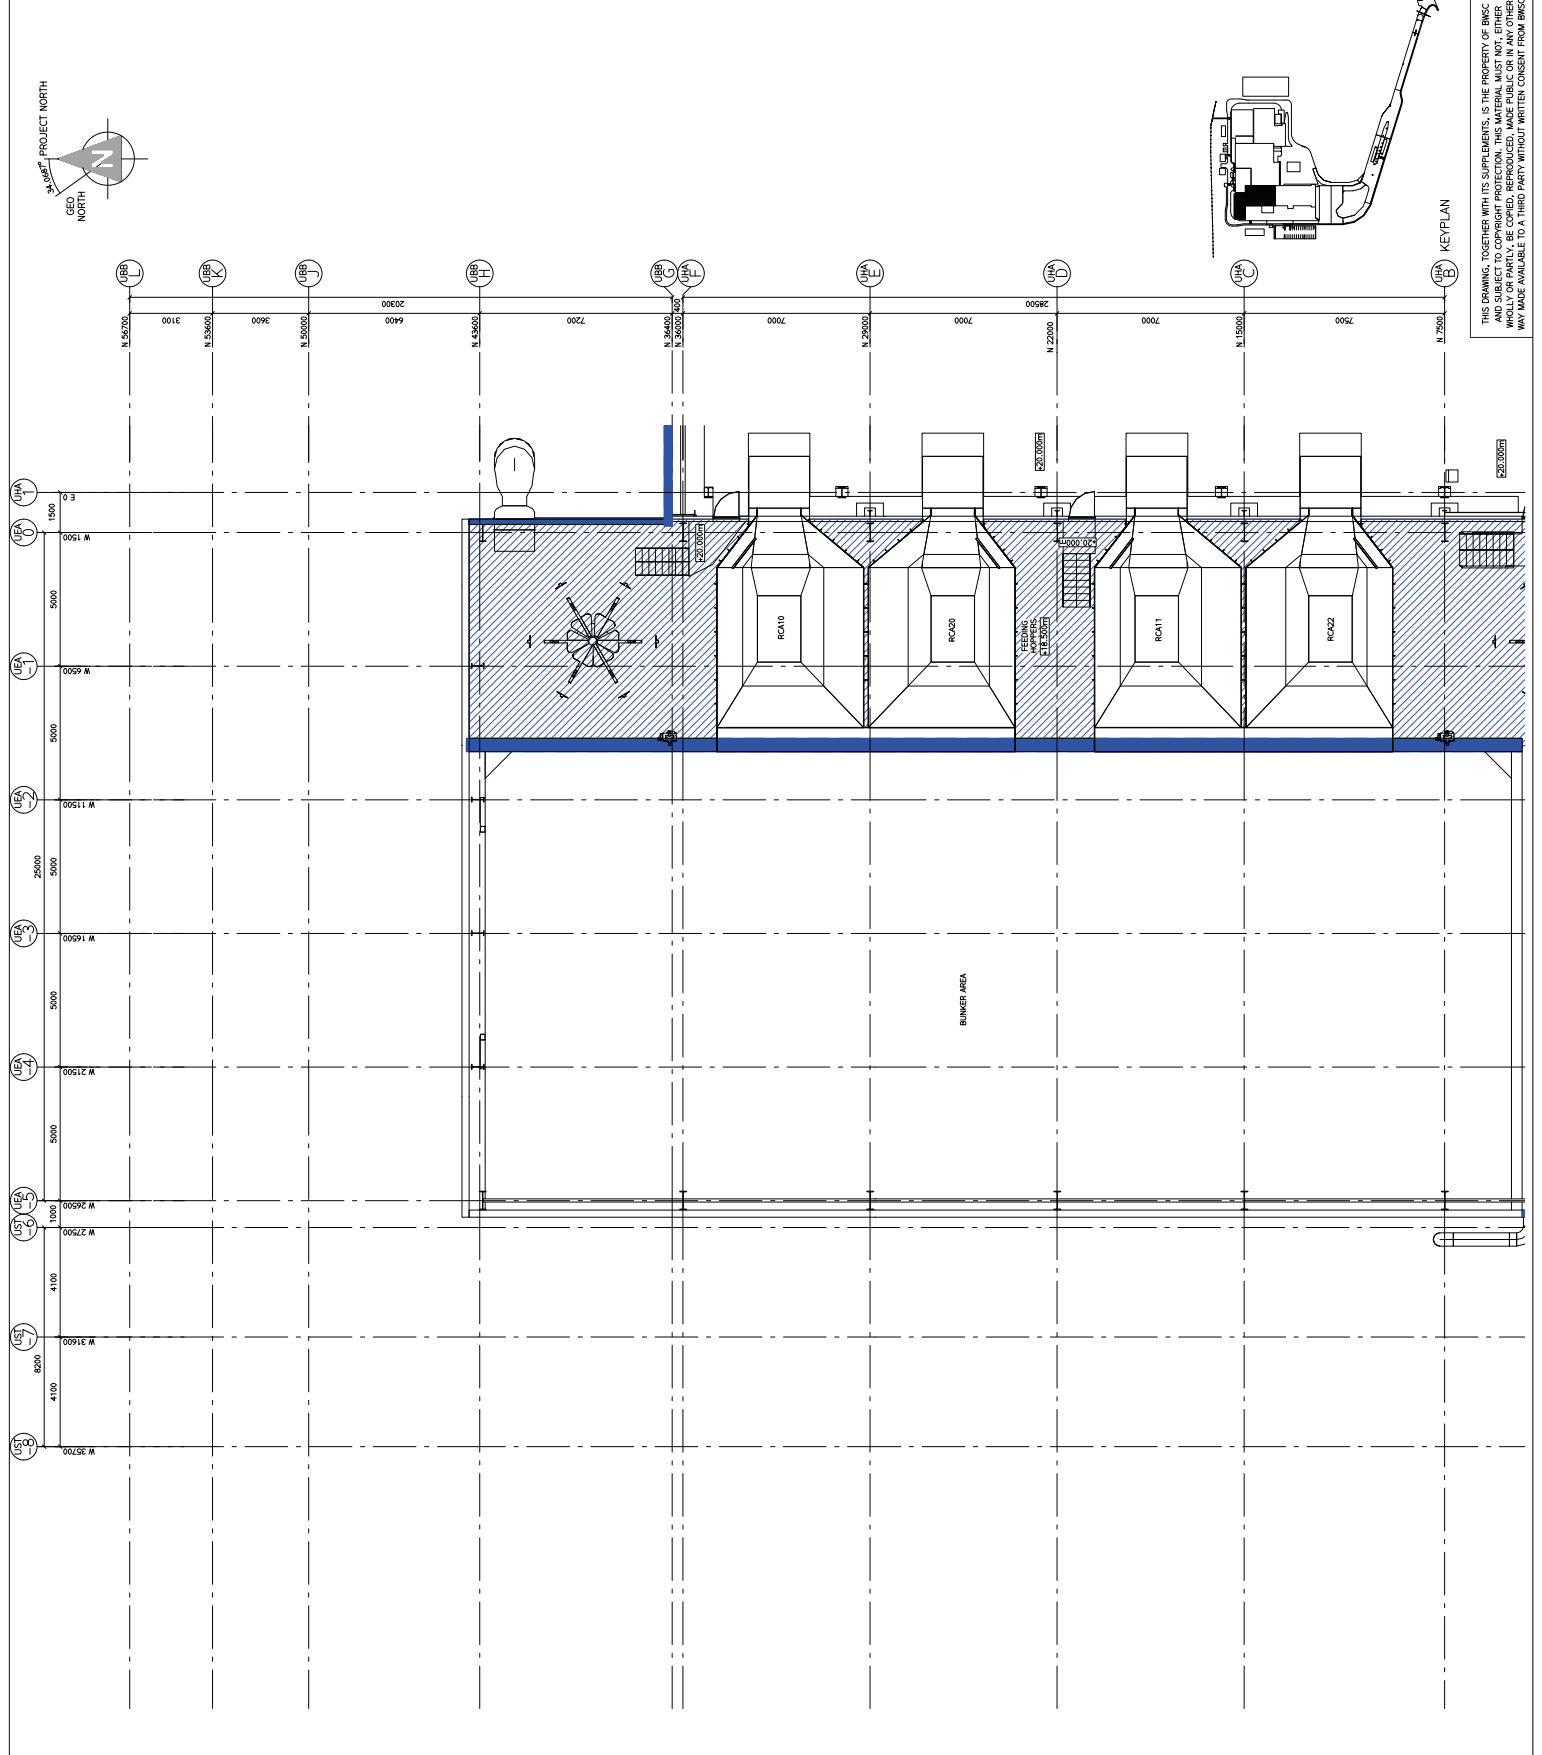 PROJECT NORTH
34.0687°
GEO
NORTH
N
KEYPLAN
THIS DRAWING, TOGETHER WITH ITS SUPPLEMENTS, IS THE PROPERTY OF BWSC
AND SUBJECT TO COPYRIGHT PROTECTION. THIS MATERIAL MUST NOT, EITHER
WHOLLY OR PARTLY, BE COPIED, REPRODUCED, MADE PUBLIC OR IN ANY OTHER
WAY MADE AVAILABLE TO A THIRD PARTY WITHOUT WRITTEN CONSENT FROM BWSC
UBB L
UBB K
UBB J
UBB H
UBB G
UHA F
UHA E
UHA D
UHA C
UHA B
20300
400
28500
3100
3600
6400
7200
7000
7000
7000
7500
N 56700
N 53600
N 50000
N 43600
N 36400
N 36000
N 29000
N 22000
N 15000
N 7500
UHA 1
UEA 0
UEA -1
UEA -2
UEA -3
UEA -4
UEA -5
UST -6
UST -7
UST -8
E 0
W 1500
W 6500
W 11500
W 16500
W 21500
W 26500
W 27500
W 31600
W 35700
1500
5000
5000
25000
5000
5000
5000
1000
4100
8200
4100
+20.000m
+20.000m
+20.000m
+20.000m
RCA10
RCA20
FEEDING
HOPPERS
+18.500m
RCA11
RCA22
BUNKER AREA